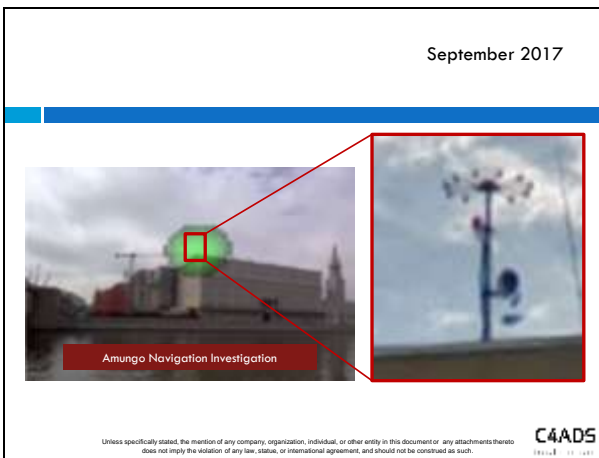 September 2017
Amungo Navigation Investigation
Unless specifically stated, the mention of any company, organization, individual, or other entity in this document or any attachments thereto
does not imply the violation of any law, statue, or international agreement, and should not be construed as such.
C4ADS